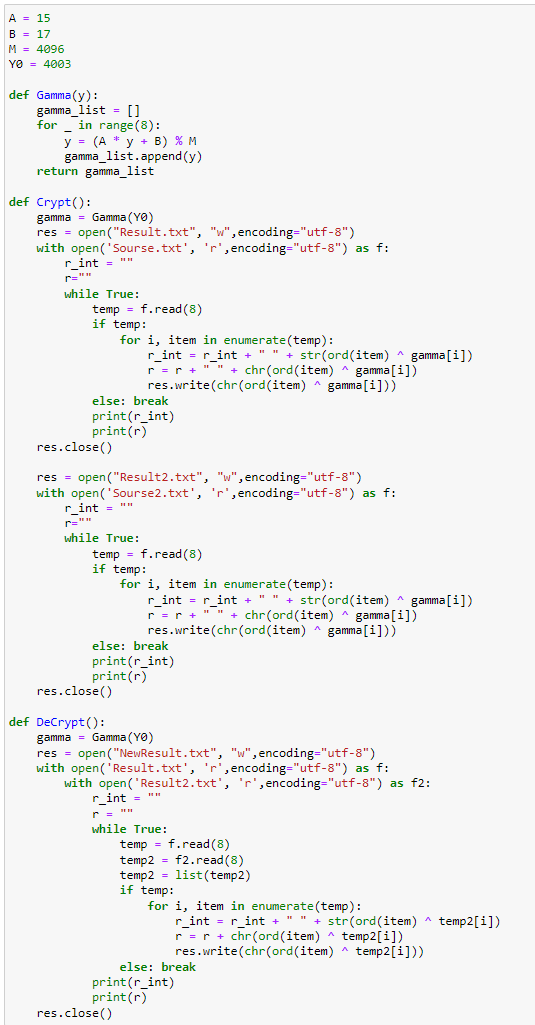 A = 15
B = 17
M = 4096
Y0 = 4003

def Gamma(y):
    gamma_list = []
    for _ in range(8):
        y = (A * y + B) % M
        gamma_list.append(y)
    return gamma_list

def Crypt():
    gamma = Gamma(Y0)
    res = open("Result.txt", "w",encoding="utf-8")
    with open('Sourse.txt', 'r',encoding="utf-8") as f:
        r_int = ""
        r=""
        while True:
            temp = f.read(8)
            if temp:
                for i, item in enumerate(temp):
                    r_int = r_int + " " + str(ord(item) ^ gamma[i])
                    r = r + " " + chr(ord(item) ^ gamma[i])
                    res.write(chr(ord(item) ^ gamma[i]))
            else: break
            print(r_int)
            print(r)
    res.close()

    res = open("Result2.txt", "w",encoding="utf-8")
    with open('Sourse2.txt', 'r',encoding="utf-8") as f:
        r_int = ""
        r=""
        while True:
            temp = f.read(8)
            if temp:
                for i, item in enumerate(temp):
                    r_int = r_int + " " + str(ord(item) ^ gamma[i])
                    r = r + " " + chr(ord(item) ^ gamma[i])
                    res.write(chr(ord(item) ^ gamma[i]))
            else: break
            print(r_int)
            print(r)
    res.close()

def DeCrypt():
    gamma = Gamma(Y0)
    res = open("NewResult.txt", "w",encoding="utf-8")
    with open('Result.txt', 'r',encoding="utf-8") as f:
        with open('Result2.txt', 'r',encoding="utf-8") as f2:
            r_int = ""
            r = ""
            while True:
                temp = f.read(8)
                temp2 = f2.read(8)
                temp2 = list(temp2)
                if temp:
                    for i, item in enumerate(temp):
                        r_int = r_int + " " + str(ord(item) ^ temp2[i])
                        r = r + chr(ord(item) ^ temp2[i])
                        res.write(chr(ord(item) ^ temp2[i]))
                else: break
            print(r_int)
            print(r)
    res.close()